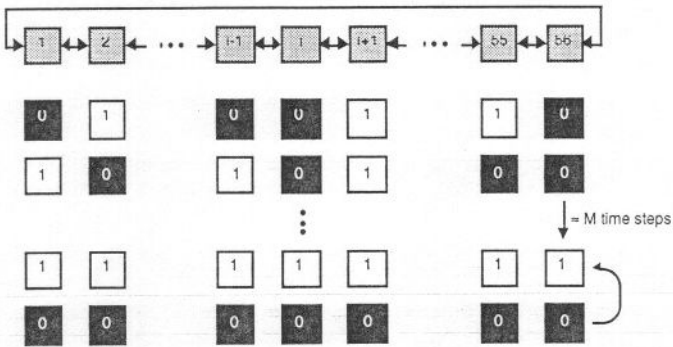 1 2 ... i-1 i i+1 ... 55 56
0 1 0 0 1 1 0
1 0 1 0 1 0 0
= M time steps
1 1 1 1 1 1 1
0 0 0 0 0 0 0